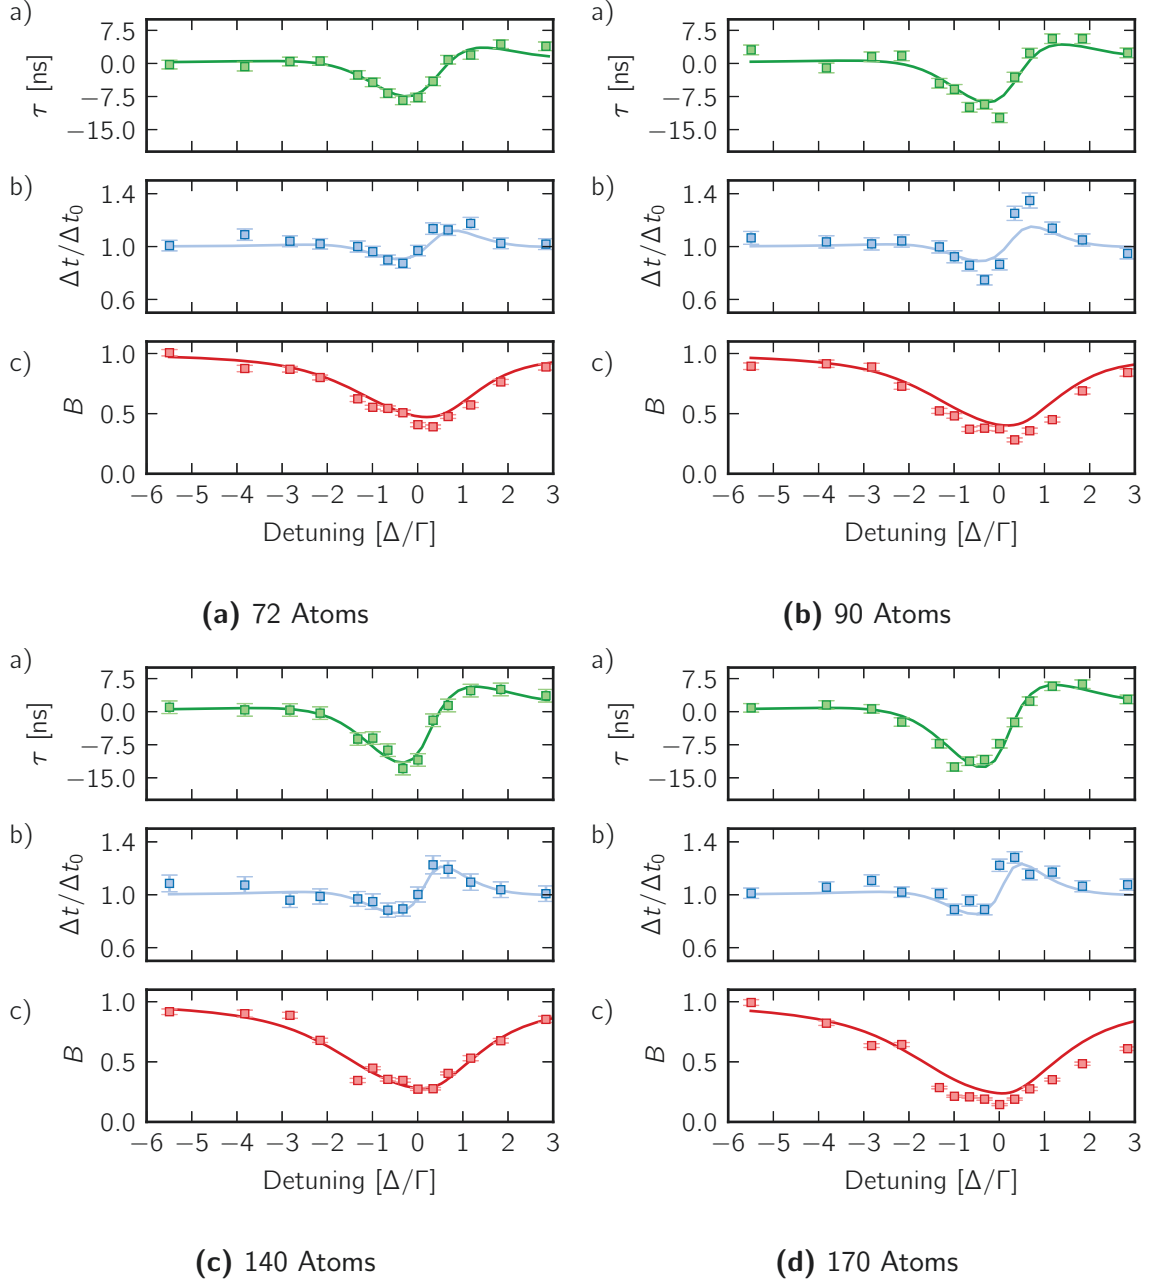 a)
τ [ns]
7.5
0.0
−7.5
−15.0
b)
Δt/Δt₀
1.4
1.0
0.6
c)
B
1.0
0.5
0.0
−6 −5 −4 −3 −2 −1 0 1 2 3
Detuning [Δ/Γ]
(a) 72 Atoms
a)
τ [ns]
7.5
0.0
−7.5
−15.0
b)
Δt/Δt₀
1.4
1.0
0.6
c)
B
1.0
0.5
0.0
−6 −5 −4 −3 −2 −1 0 1 2 3
Detuning [Δ/Γ]
(b) 90 Atoms
a)
τ [ns]
7.5
0.0
−7.5
−15.0
b)
Δt/Δt₀
1.4
1.0
0.6
c)
B
1.0
0.5
0.0
−6 −5 −4 −3 −2 −1 0 1 2 3
Detuning [Δ/Γ]
(c) 140 Atoms
a)
τ [ns]
7.5
0.0
−7.5
−15.0
b)
Δt/Δt₀
1.4
1.0
0.6
c)
B
1.0
0.5
0.0
−6 −5 −4 −3 −2 −1 0 1 2 3
Detuning [Δ/Γ]
(d) 170 Atoms